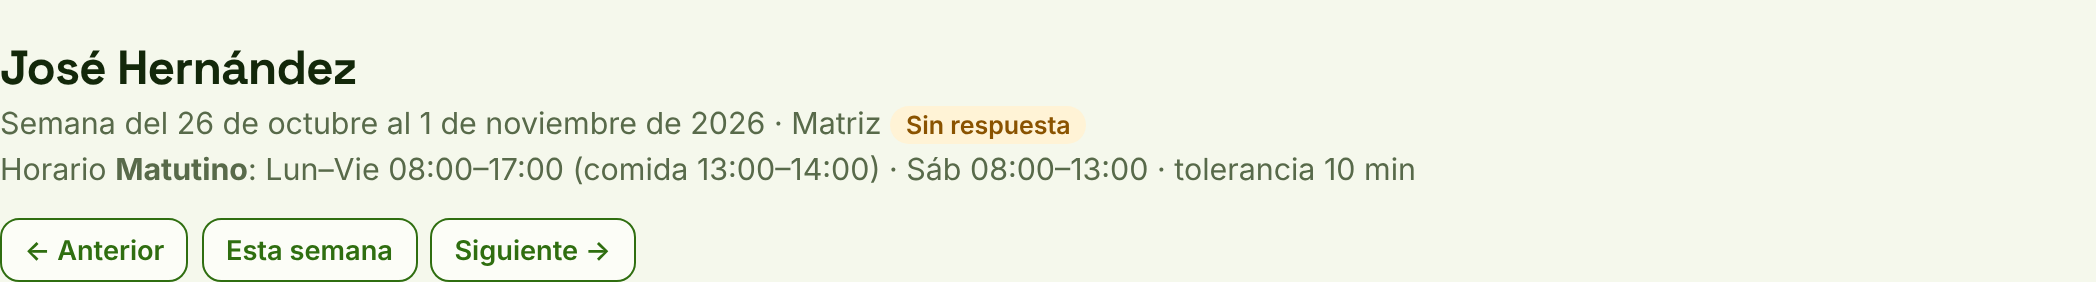 José Hernández
Semana del 26 de octubre al 1 de noviembre de 2026 · Matriz Sin respuesta
Horario Matutino: Lun–Vie 08:00–17:00 (comida 13:00–14:00) · Sáb 08:00–13:00 · tolerancia 10 min
← Anterior Esta semana Siguiente →